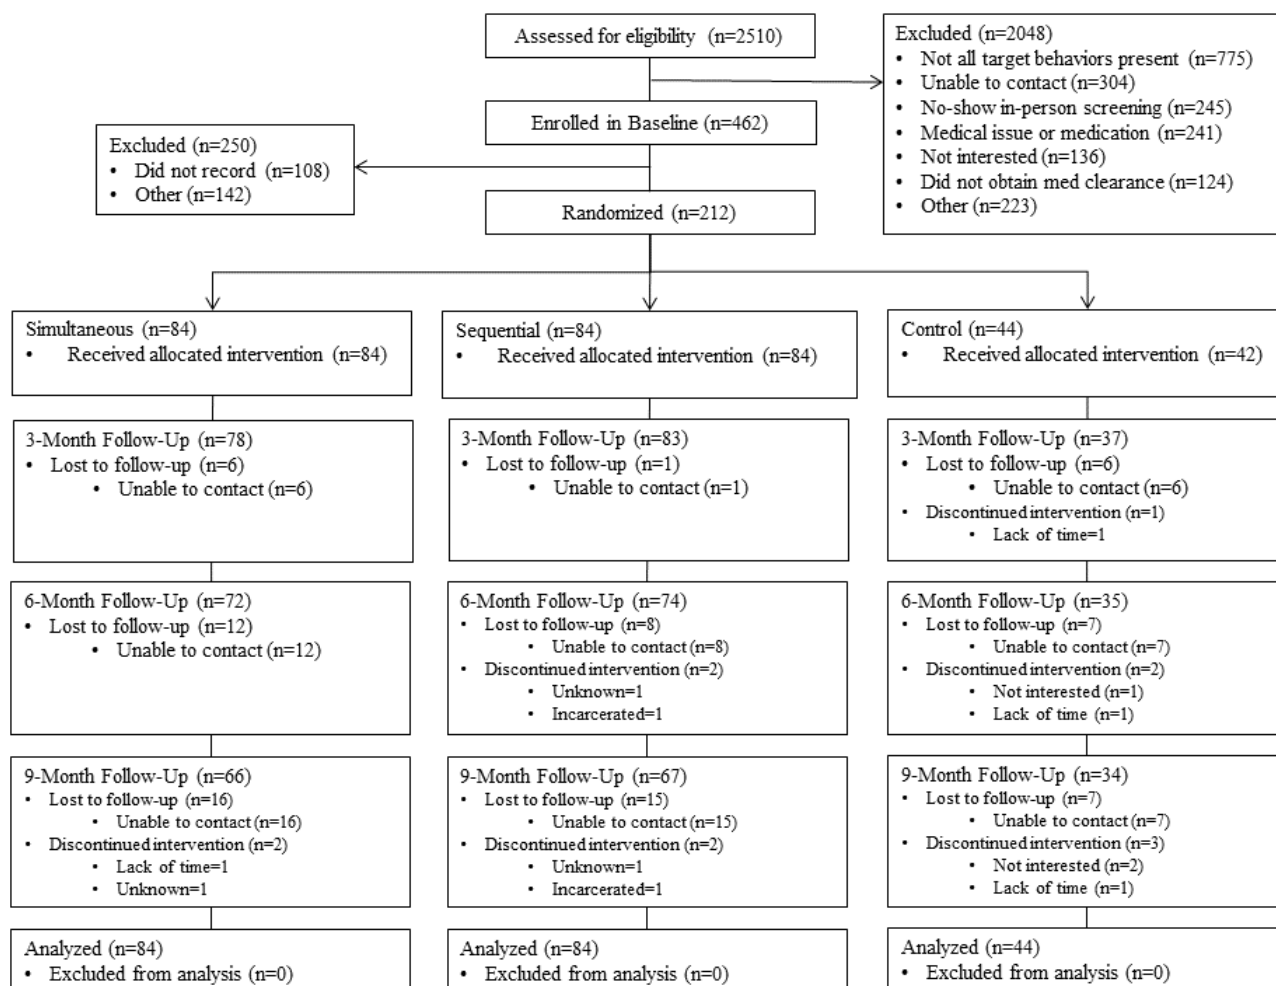 Assessed for eligibility (n=2510)
Excluded (n=2048)
• Not all target behaviors present (n=775)
• Unable to contact (n=304)
• No-show in-person screening (n=245)
• Medical issue or medication (n=241)
• Not interested (n=136)
• Did not obtain med clearance (n=124)
• Other (n=223)
Enrolled in Baseline (n=462)
Excluded (n=250)
• Did not record (n=108)
• Other (n=142)
Randomized (n=212)
Simultaneous (n=84)
• Received allocated intervention (n=84)
Sequential (n=84)
• Received allocated intervention (n=84)
Control (n=44)
• Received allocated intervention (n=42)
3-Month Follow-Up (n=78)
• Lost to follow-up (n=6)
• Unable to contact (n=6)
3-Month Follow-Up (n=83)
• Lost to follow-up (n=1)
• Unable to contact (n=1)
3-Month Follow-Up (n=37)
• Lost to follow-up (n=6)
• Unable to contact (n=6)
• Discontinued intervention (n=1)
• Lack of time=1
6-Month Follow-Up (n=72)
• Lost to follow-up (n=12)
• Unable to contact (n=12)
6-Month Follow-Up (n=74)
• Lost to follow-up (n=8)
• Unable to contact (n=8)
• Discontinued intervention (n=2)
• Unknown=1
• Incarcerated=1
6-Month Follow-Up (n=35)
• Lost to follow-up (n=7)
• Unable to contact (n=7)
• Discontinued intervention (n=2)
• Not interested (n=1)
• Lack of time (n=1)
9-Month Follow-Up (n=66)
• Lost to follow-up (n=16)
• Unable to contact (n=16)
• Discontinued intervention (n=2)
• Lack of time=1
• Unknown=1
9-Month Follow-Up (n=67)
• Lost to follow-up (n=15)
• Unable to contact (n=15)
• Discontinued intervention (n=2)
• Unknown=1
• Incarcerated=1
9-Month Follow-Up (n=34)
• Lost to follow-up (n=7)
• Unable to contact (n=7)
• Discontinued intervention (n=3)
• Not interested (n=2)
• Lack of time (n=1)
Analyzed (n=84)
• Excluded from analysis (n=0)
Analyzed (n=84)
• Excluded from analysis (n=0)
Analyzed (n=44)
• Excluded from analysis (n=0)